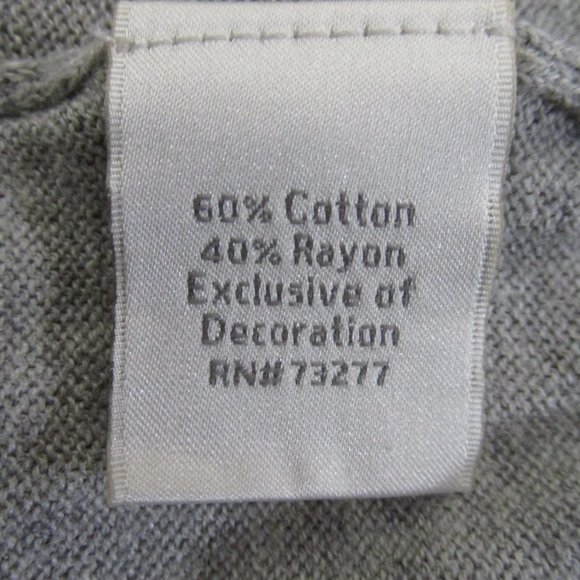 60% Cotton
40% Rayon
Exclusive of
Decoration
RN# 73277